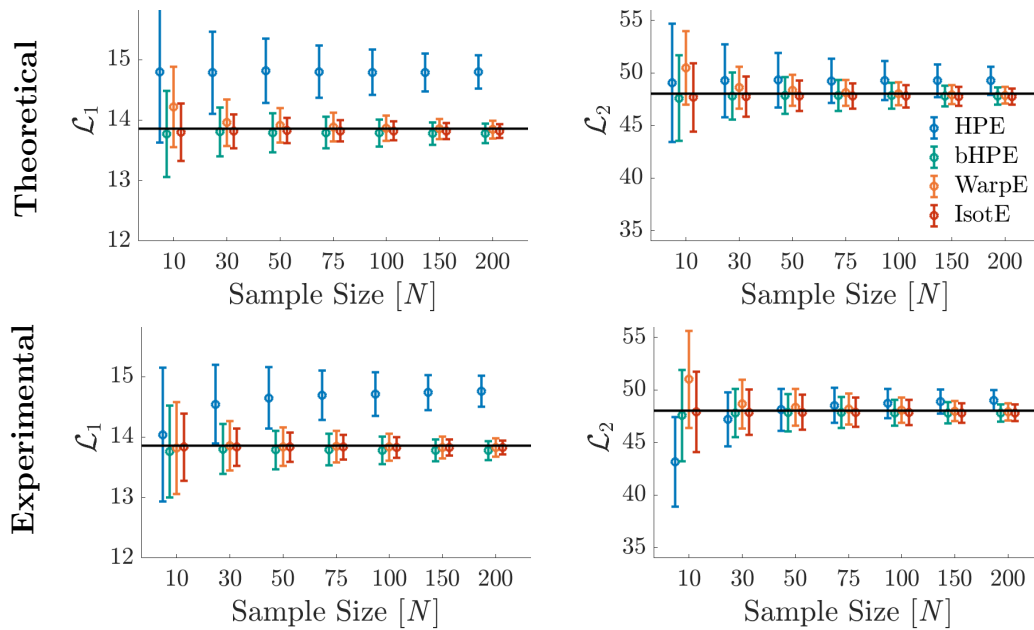 Theoretical
ℒ₁
15
14
13
12
10 30 50 75 100 150 200
Sample Size [N]
ℒ₂
55
50
45
40
35
10 30 50 75 100 150 200
Sample Size [N]
HPE
bHPE
WarpE
IsotE
Experimental
ℒ₁
15
14
13
12
10 30 50 75 100 150 200
Sample Size [N]
ℒ₂
55
50
45
40
35
10 30 50 75 100 150 200
Sample Size [N]